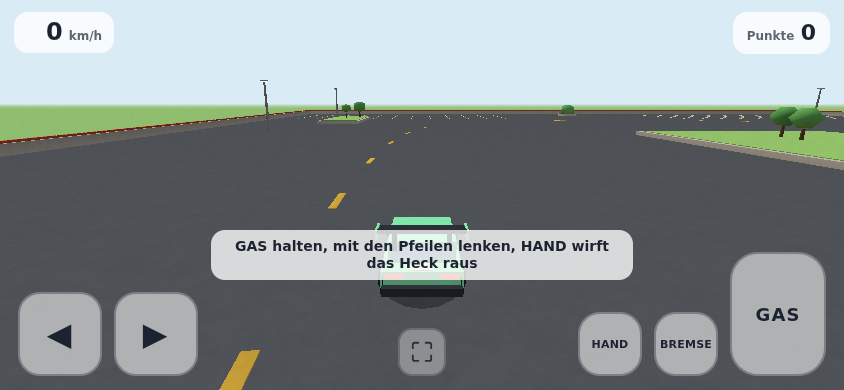 0 km/h
Punkte 0
GAS halten, mit den Pfeilen lenken, HAND wirft
das Heck raus
HAND
BREMSE
GAS